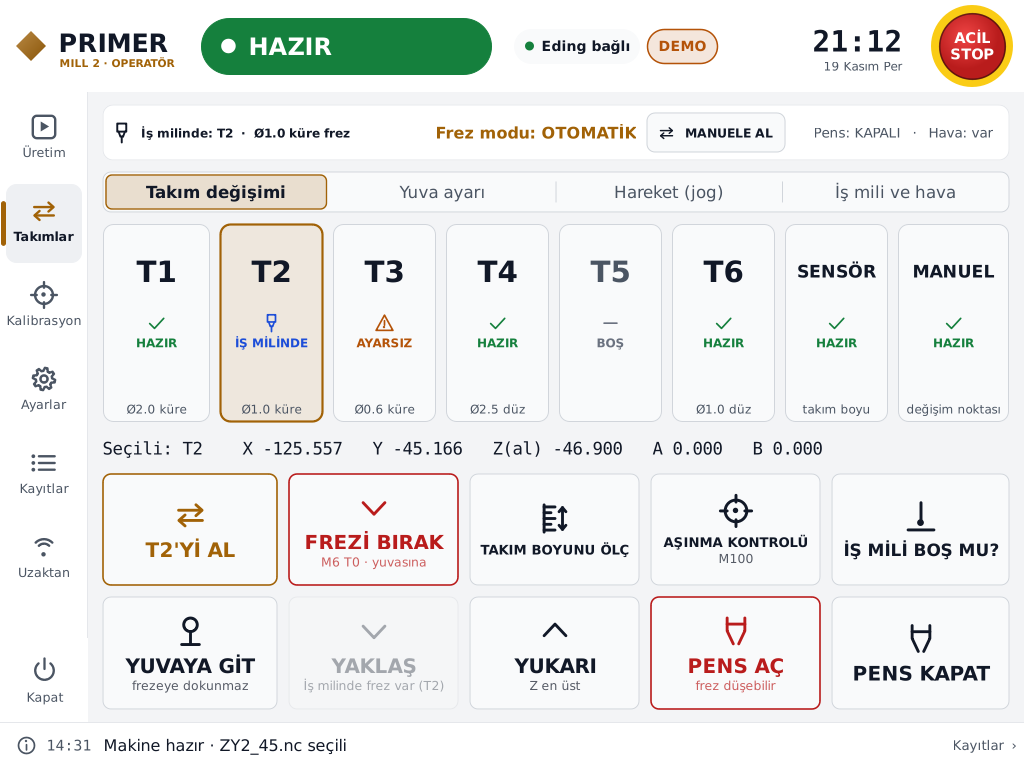 PRIMER
MILL 2 · OPERATÖR
HAZIR
Eding bağlı
DEMO
21:12
19 Kasım Per
ACİL
STOP
Üretim
Takımlar
Kalibrasyon
Ayarlar
Kayıtlar
Uzaktan
Kapat
İş milinde: T2 · Ø1.0 küre frez
Frez modu: OTOMATİK
MANUELE AL
Pens: KAPALI · Hava: var
Takım değişimi
Yuva ayarı
Hareket (jog)
İş mili ve hava
T1
HAZIR
Ø2.0 küre
T2
İŞ MİLİNDE
Ø1.0 küre
T3
AYARSIZ
Ø0.6 küre
T4
HAZIR
Ø2.5 düz
T5
BOŞ
T6
HAZIR
Ø1.0 düz
SENSÖR
HAZIR
takım boyu
MANUEL
HAZIR
değişim noktası
Seçili: T2 X -125.557 Y -45.166 Z(al) -46.900 A 0.000 B 0.000
T2'Yİ AL
FREZİ BIRAK
M6 T0 · yuvasına
TAKIM BOYUNU ÖLÇ
AŞINMA KONTROLÜ
M100
İŞ MİLİ BOŞ MU?
YUVAYA GİT
frezeye dokunmaz
YAKLAŞ
İş milinde frez var (T2)
YUKARI
Z en üst
PENS AÇ
frez düşebilir
PENS KAPAT
14:31 Makine hazır · ZY2_45.nc seçili
Kayıtlar ›